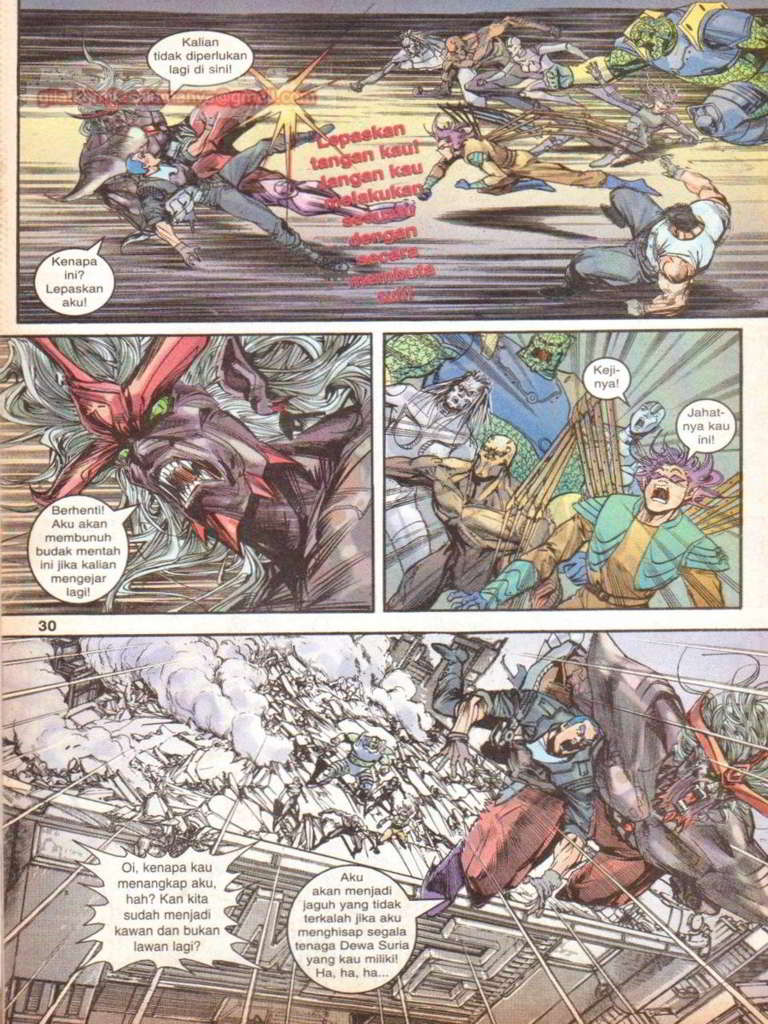 Kalian
tidak diperlukan
lagi di sini!
Lepaskan
tangan kau!
Jangan kau
melakukan
sesuatu
dengan
secara
membuta
tuli!
Kenapa
ini?
Lepaskan
aku!
Berhenti!
Aku akan
membunuh
budak mentah
ini jika kalian
mengejar
lagi!
Keji-
nya!
Jahat-
nya kau
ini!
30
Oi, kenapa kau
menangkap aku,
hah? Kan kita
sudah menjadi
kawan dan bukan
lawan lagi?
Aku
akan menjadi
jaguh yang tidak
terkalah jika aku
menghisap segala
tenaga Dewa Suria
yang kau miliki!
Ha, ha, ha...